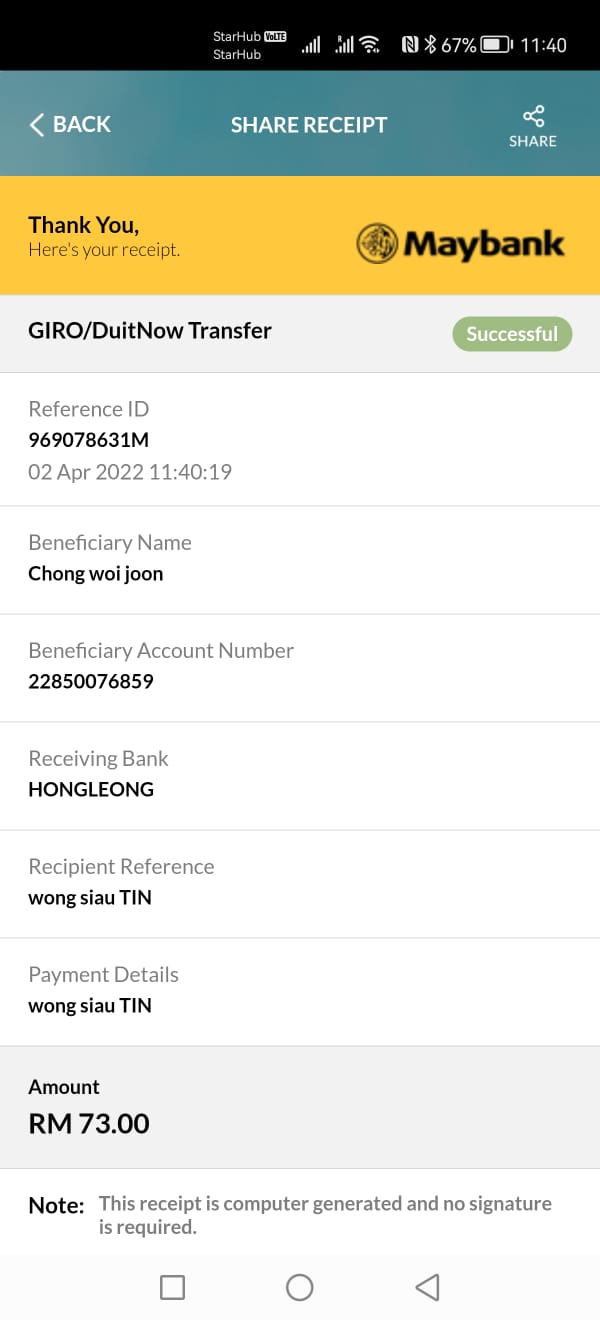 StarHub VoLTE
StarHub
R
67%
11:40
BACK
SHARE RECEIPT
SHARE
Thank You,
Here's your receipt.
Maybank
GIRO/DuitNow Transfer
Successful
Reference ID
969078631M
02 Apr 2022 11:40:19
Beneficiary Name
Chong woi joon
Beneficiary Account Number
22850076859
Receiving Bank
HONGLEONG
Recipient Reference
wong siau TIN
Payment Details
wong siau TIN
Amount
RM 73.00
Note: This receipt is computer generated and no signature
is required.